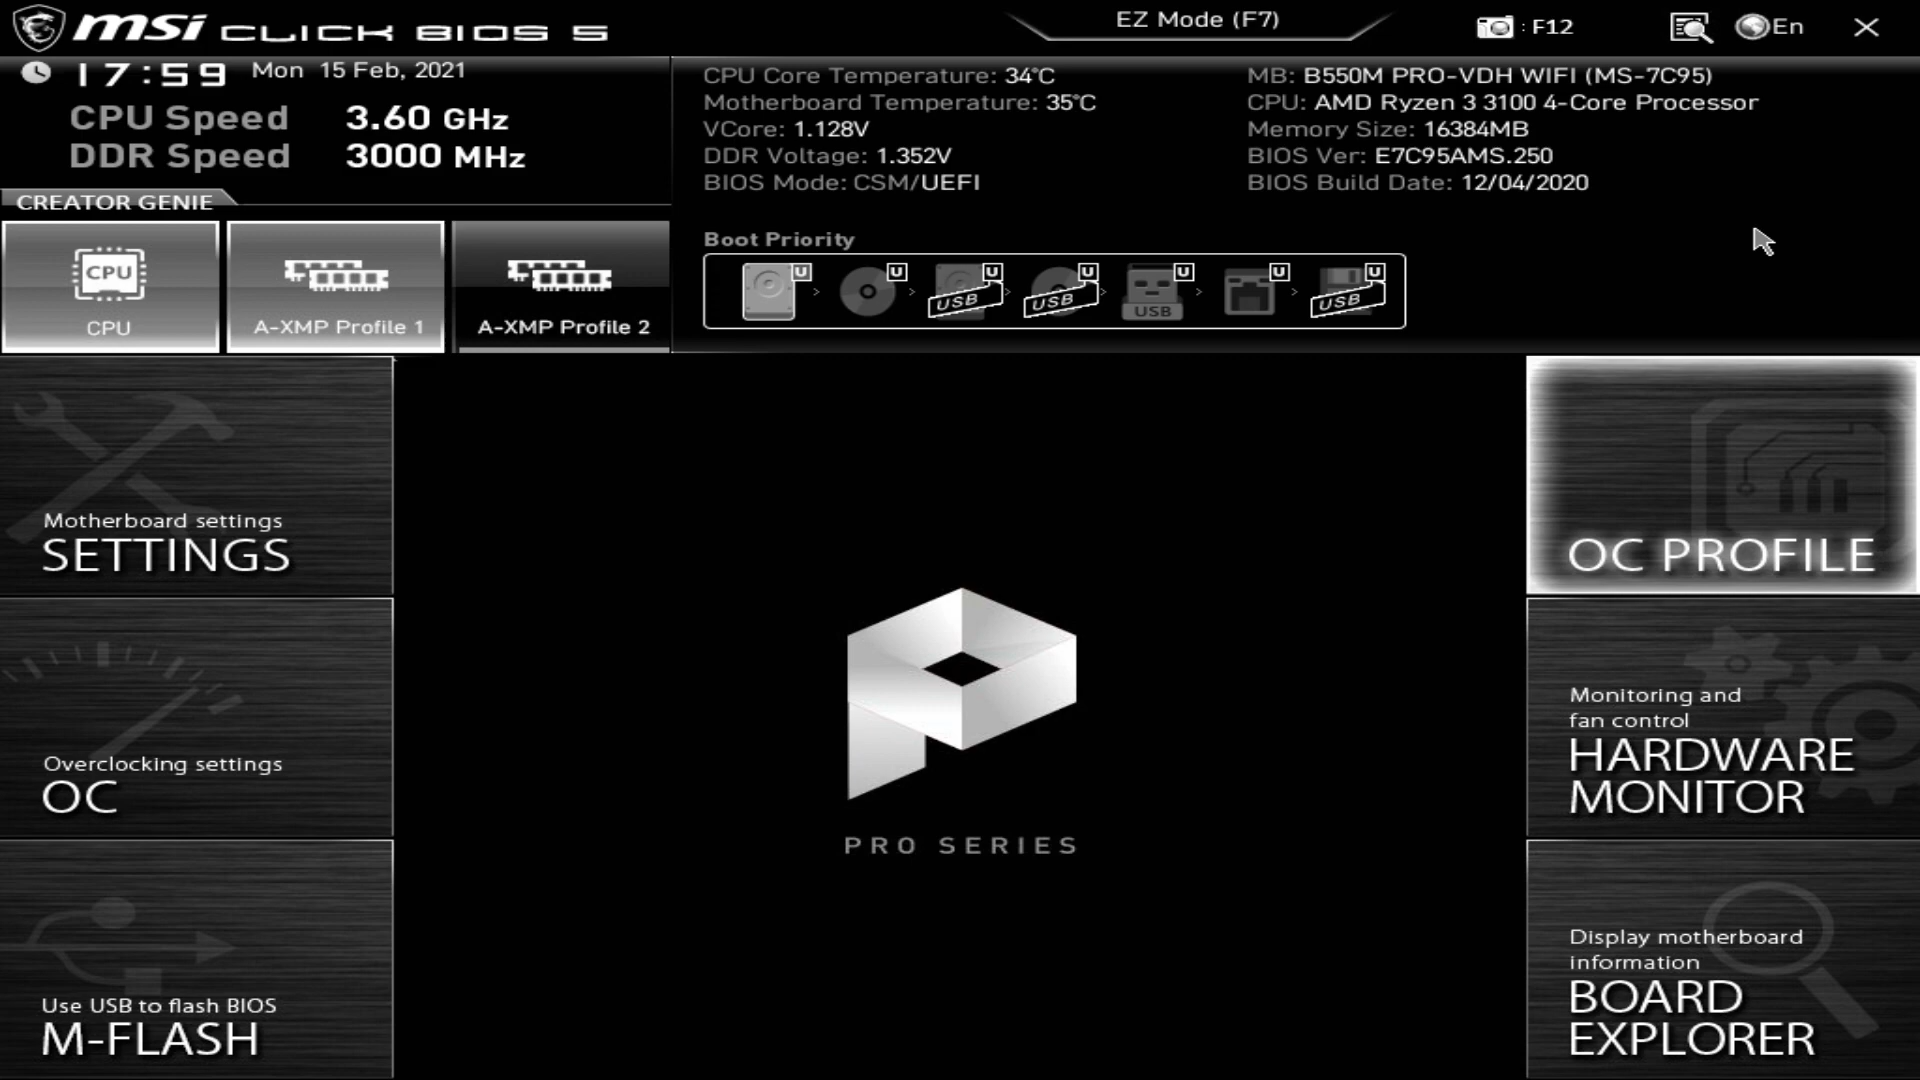 msi CLICK BIOS 5
EZ Mode (F7)
: F12
En
17:59 Mon 15 Feb, 2021
CPU Speed 3.60 GHz
DDR Speed 3000 MHz
CREATOR GENIE
CPU
CPU
A-XMP Profile 1
A-XMP Profile 2
CPU Core Temperature: 34°C
Motherboard Temperature: 35°C
VCore: 1.128V
DDR Voltage: 1.352V
BIOS Mode: CSM/UEFI
MB: B550M PRO-VDH WIFI (MS-7C95)
CPU: AMD Ryzen 3 3100 4-Core Processor
Memory Size: 16384MB
BIOS Ver: E7C95AMS.250
BIOS Build Date: 12/04/2020
Boot Priority
U U U U U U U
USB USB USB USB
Motherboard settings
SETTINGS
Overclocking settings
OC
Use USB to flash BIOS
M-FLASH
PRO SERIES
OC PROFILE
Monitoring and
fan control
HARDWARE
MONITOR
Display motherboard
information
BOARD
EXPLORER